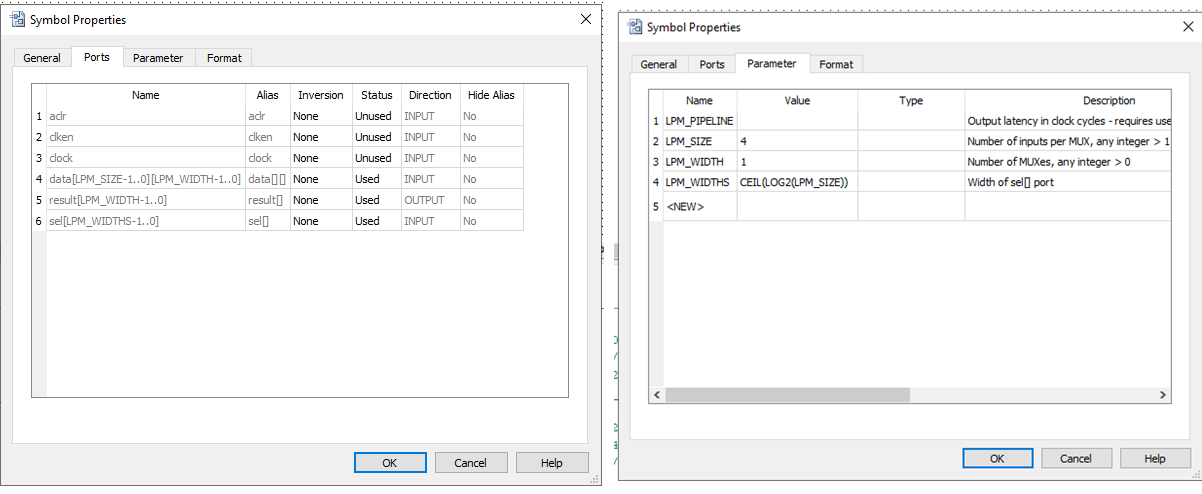 Symbol Properties
General Ports Parameter Format
Name Alias Inversion Status Direction Hide Alias
1 aclr aclr None Unused INPUT No
2 clken clken None Unused INPUT No
3 clock clock None Unused INPUT No
4 data[LPM_SIZE-1..0][LPM_WIDTH-1..0] data[][] None Used INPUT No
5 result[LPM_WIDTH-1..0] result[] None Used OUTPUT No
6 sel[LPM_WIDTHS-1..0] sel[] None Used INPUT No
OK Cancel Help
Symbol Properties
General Ports Parameter Format
Name Value Type Description
1 LPM_PIPELINE Output latency in clock cycles - requires use
2 LPM_SIZE 4 Number of inputs per MUX, any integer > 1
3 LPM_WIDTH 1 Number of MUXes, any integer > 0
4 LPM_WIDTHS CEIL(LOG2(LPM_SIZE)) Width of sel[] port
5 <NEW>
OK Cancel Help